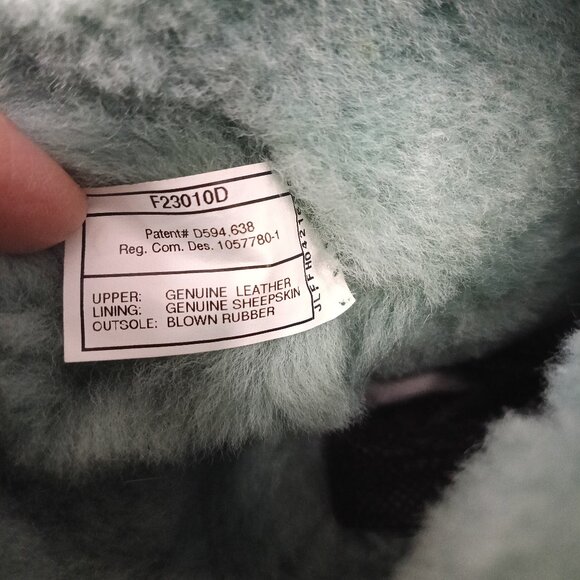 F23010D
Patent# D594,638
Reg. Com. Des. 1057780-1
UPPER: GENUINE LEATHER
LINING: GENUINE SHEEPSKIN
OUTSOLE: BLOWN RUBBER